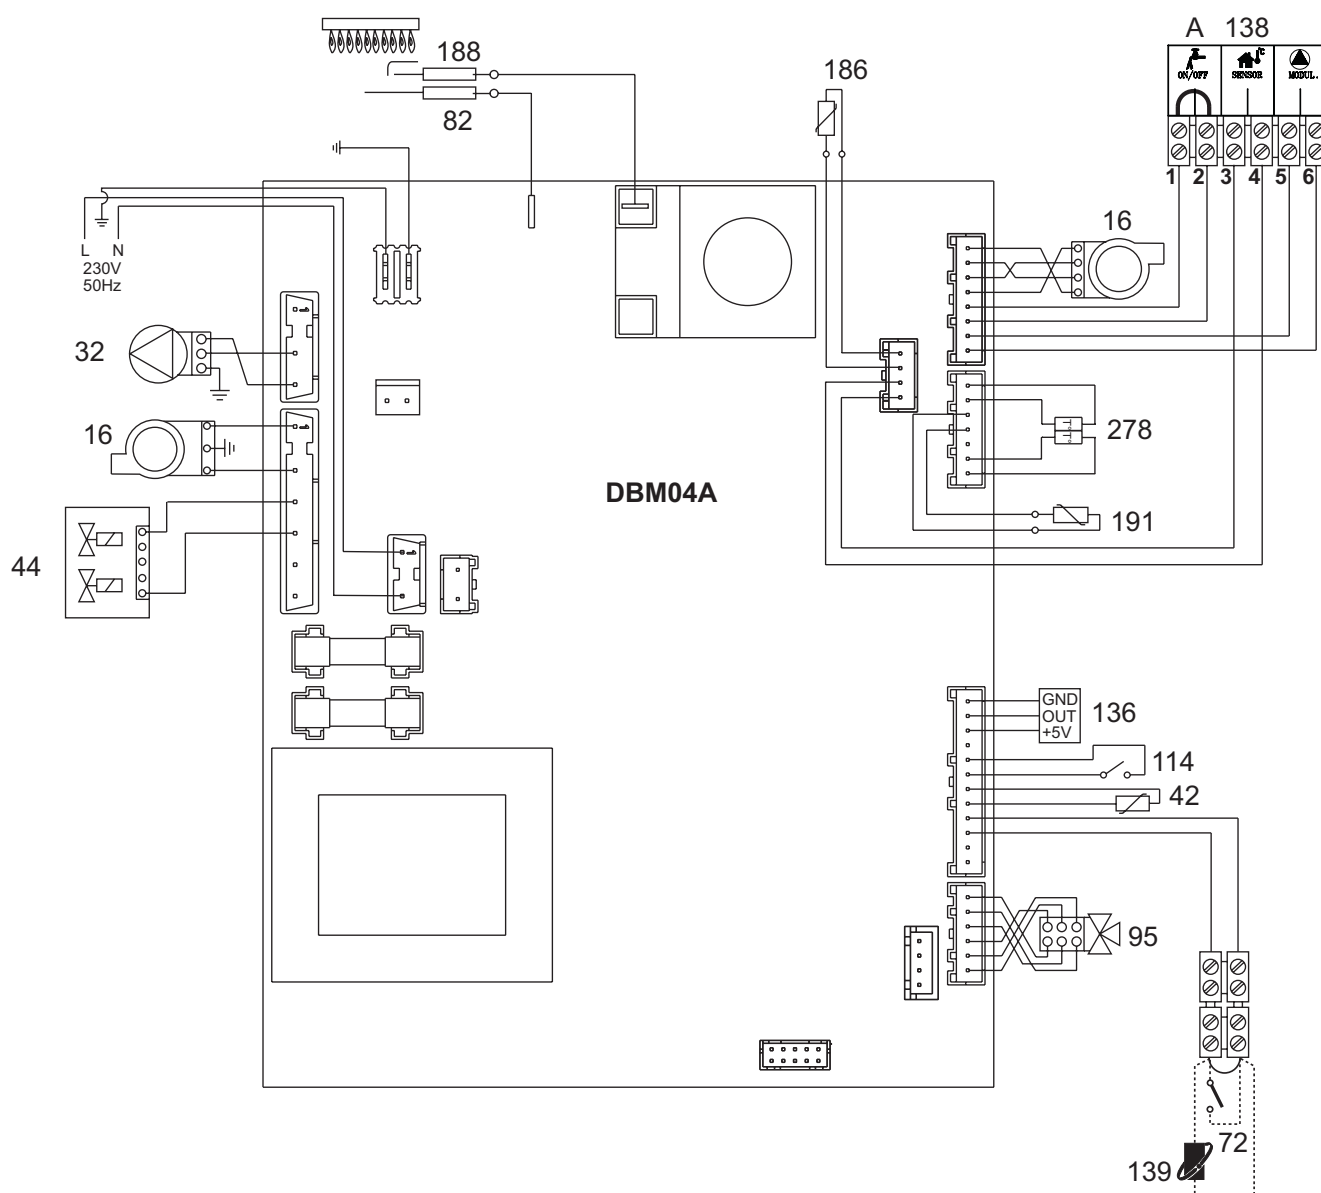 A 138
ON/OFF
°C
SENSOR
MODUL.
1 2 3 4 5 6
188
82
186
L N
230V
50Hz
16
32
16
278
DBM04A
191
44
GND
OUT
+5V
136
114
42
95
72
139